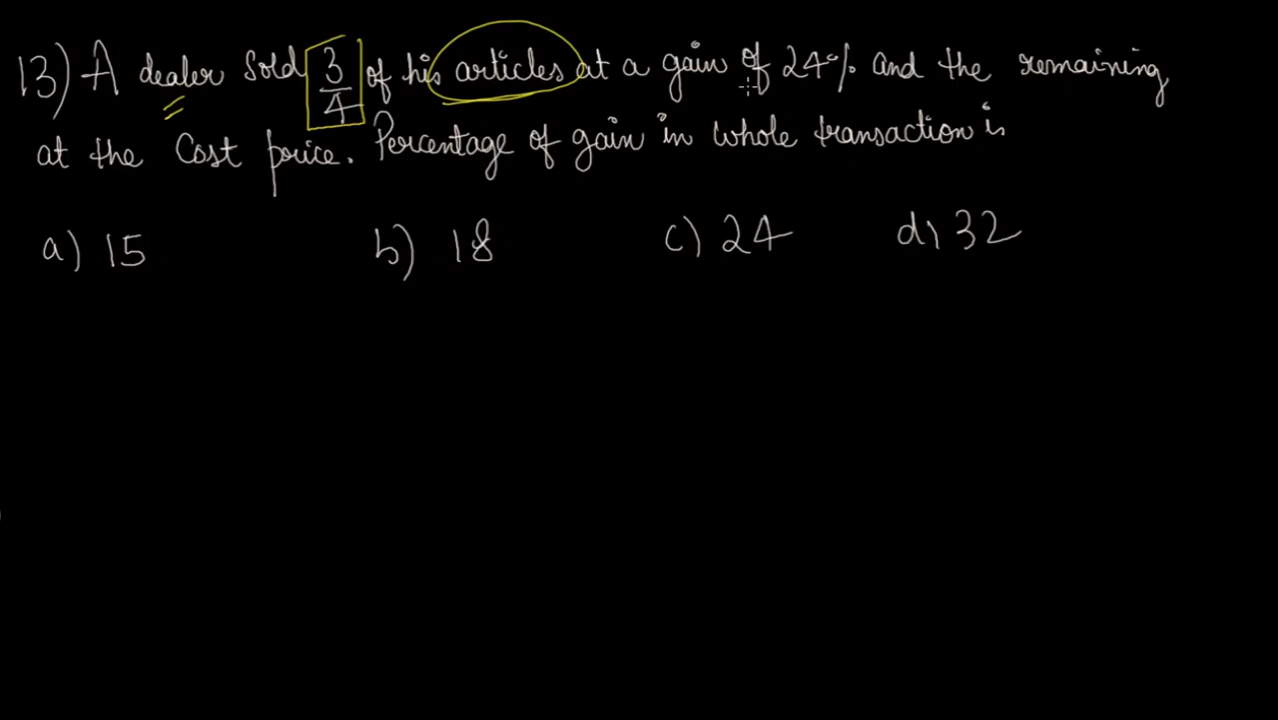 13) A dealer Sold 3/4 of his articles at a gain of 24% and the remaining
at the Cost price. Percentage of gain in whole transaction is
a) 15 b) 18 c) 24 d) 32